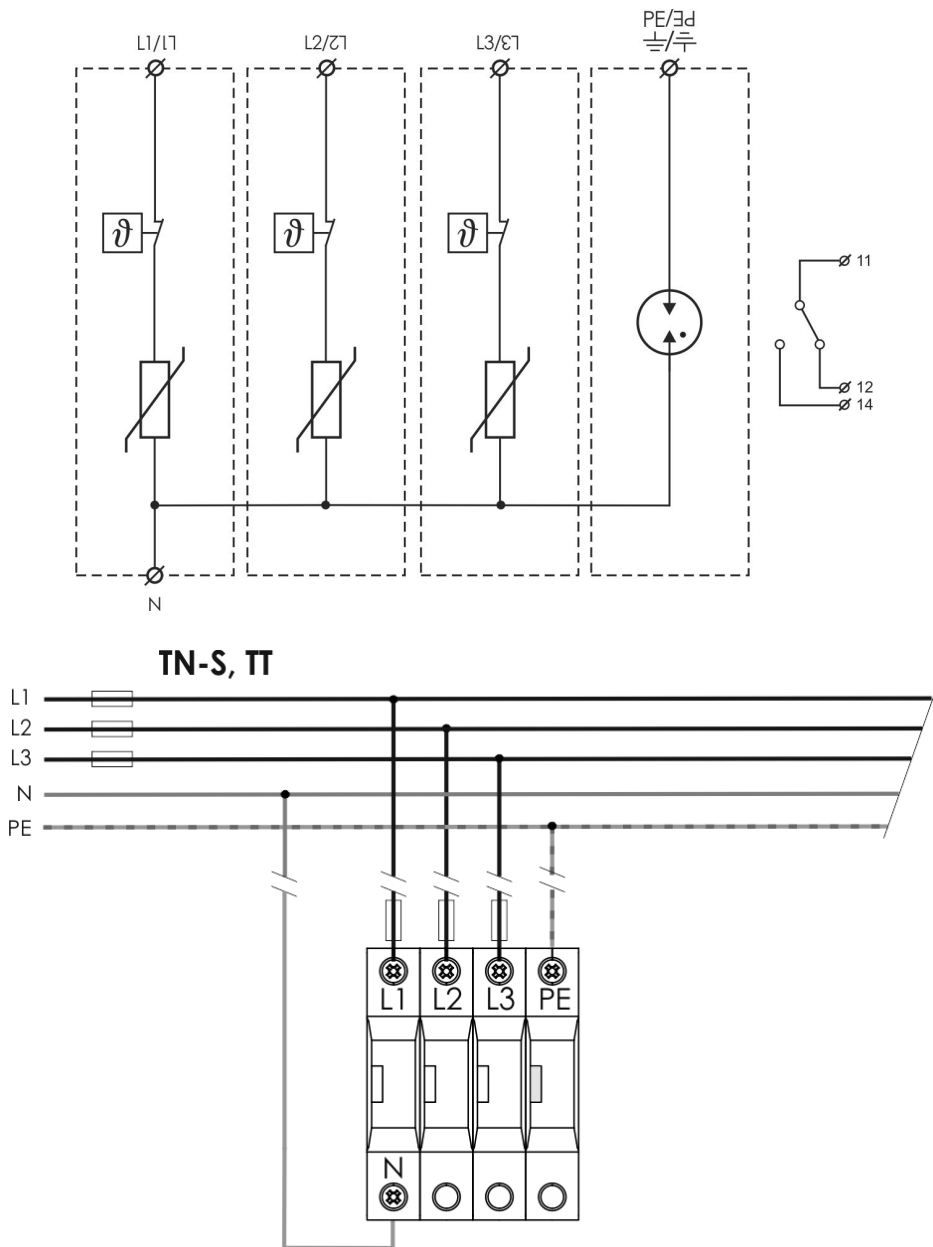 L1/L1
L2/L2
L3/L3
PE/PE
ϑ
ϑ
ϑ
11
12
14
N
TN-S, TT
L1
L2
L3
N
PE
L1
L2
L3
PE
N